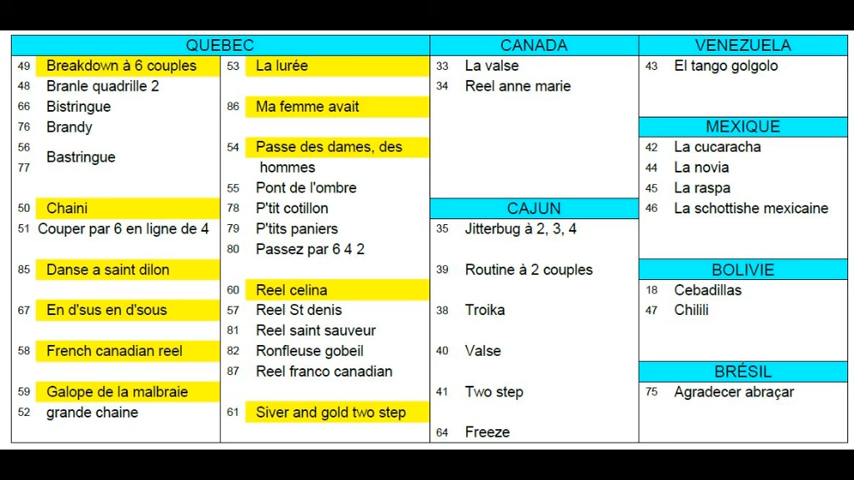 QUEBEC
49 Breakdown à 6 couples
48 Branle quadrille 2
66 Bistringue
76 Brandy
56
Bastringue
77
50 Chaini
51 Couper par 6 en ligne de 4
85 Danse a saint dilon
67 En d'sus en d'sous
58 French canadian reel
59 Galope de la malbraie
52 grande chaine
53 La lurée
86 Ma femme avait
54 Passe des dames, des
hommes
55 Pont de l'ombre
78 P'tit cotillon
79 P'tits paniers
80 Passez par 6 4 2
60 Reel celina
57 Reel St denis
81 Reel saint sauveur
82 Ronfleuse gobeil
87 Reel franco canadian
61 Siver and gold two step
CANADA
33 La valse
34 Reel anne marie
CAJUN
35 Jitterbug à 2, 3, 4
39 Routine à 2 couples
38 Troika
40 Valse
41 Two step
64 Freeze
VENEZUELA
43 El tango golgolo
MEXIQUE
42 La cucaracha
44 La novia
45 La raspa
46 La schottishe mexicaine
BOLIVIE
18 Cebadillas
47 Chilili
BRÉSIL
75 Agradecer abraçar